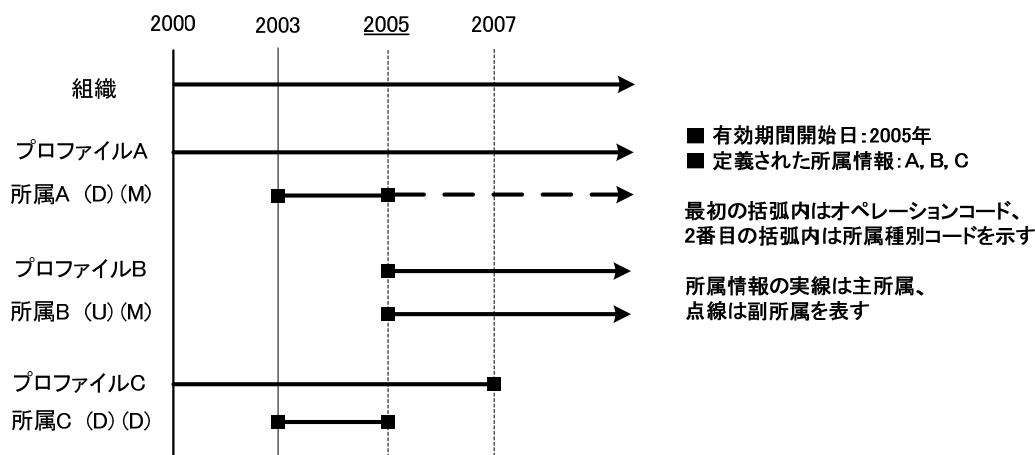 2000 2003 2005 2007
組織
プロファイルA
所属A (D)(M)
プロファイルB
所属B (U)(M)
プロファイルC
所属C (D)(D)
■ 有効期間開始日:2005年
■ 定義された所属情報:A, B, C
最初の括弧内はオペレーションコード、
2番目の括弧内は所属種別コードを示す
所属情報の実線は主所属、
点線は副所属を表す